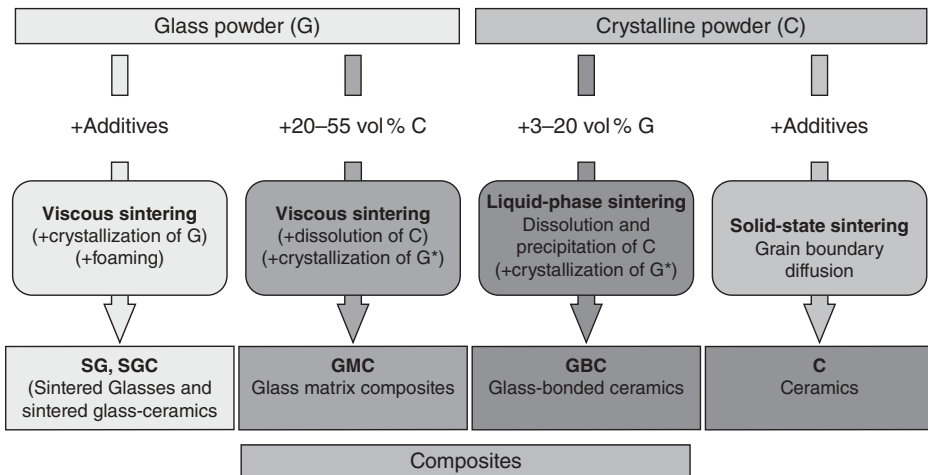 Glass powder (G)
Crystalline powder (C)
+Additives
+20–55 vol % C
+3–20 vol % G
+Additives
Viscous sintering
(+crystallization of G)
(+foaming)
Viscous sintering
(+dissolution of C)
(+crystallization of G*)
Liquid-phase sintering
Dissolution and
precipitation of C
(+crystallization of G*)
Solid-state sintering
Grain boundary
diffusion
SG, SGC
(Sintered Glasses and
sintered glass-ceramics
GMC
Glass matrix composites
GBC
Glass-bonded ceramics
C
Ceramics
Composites